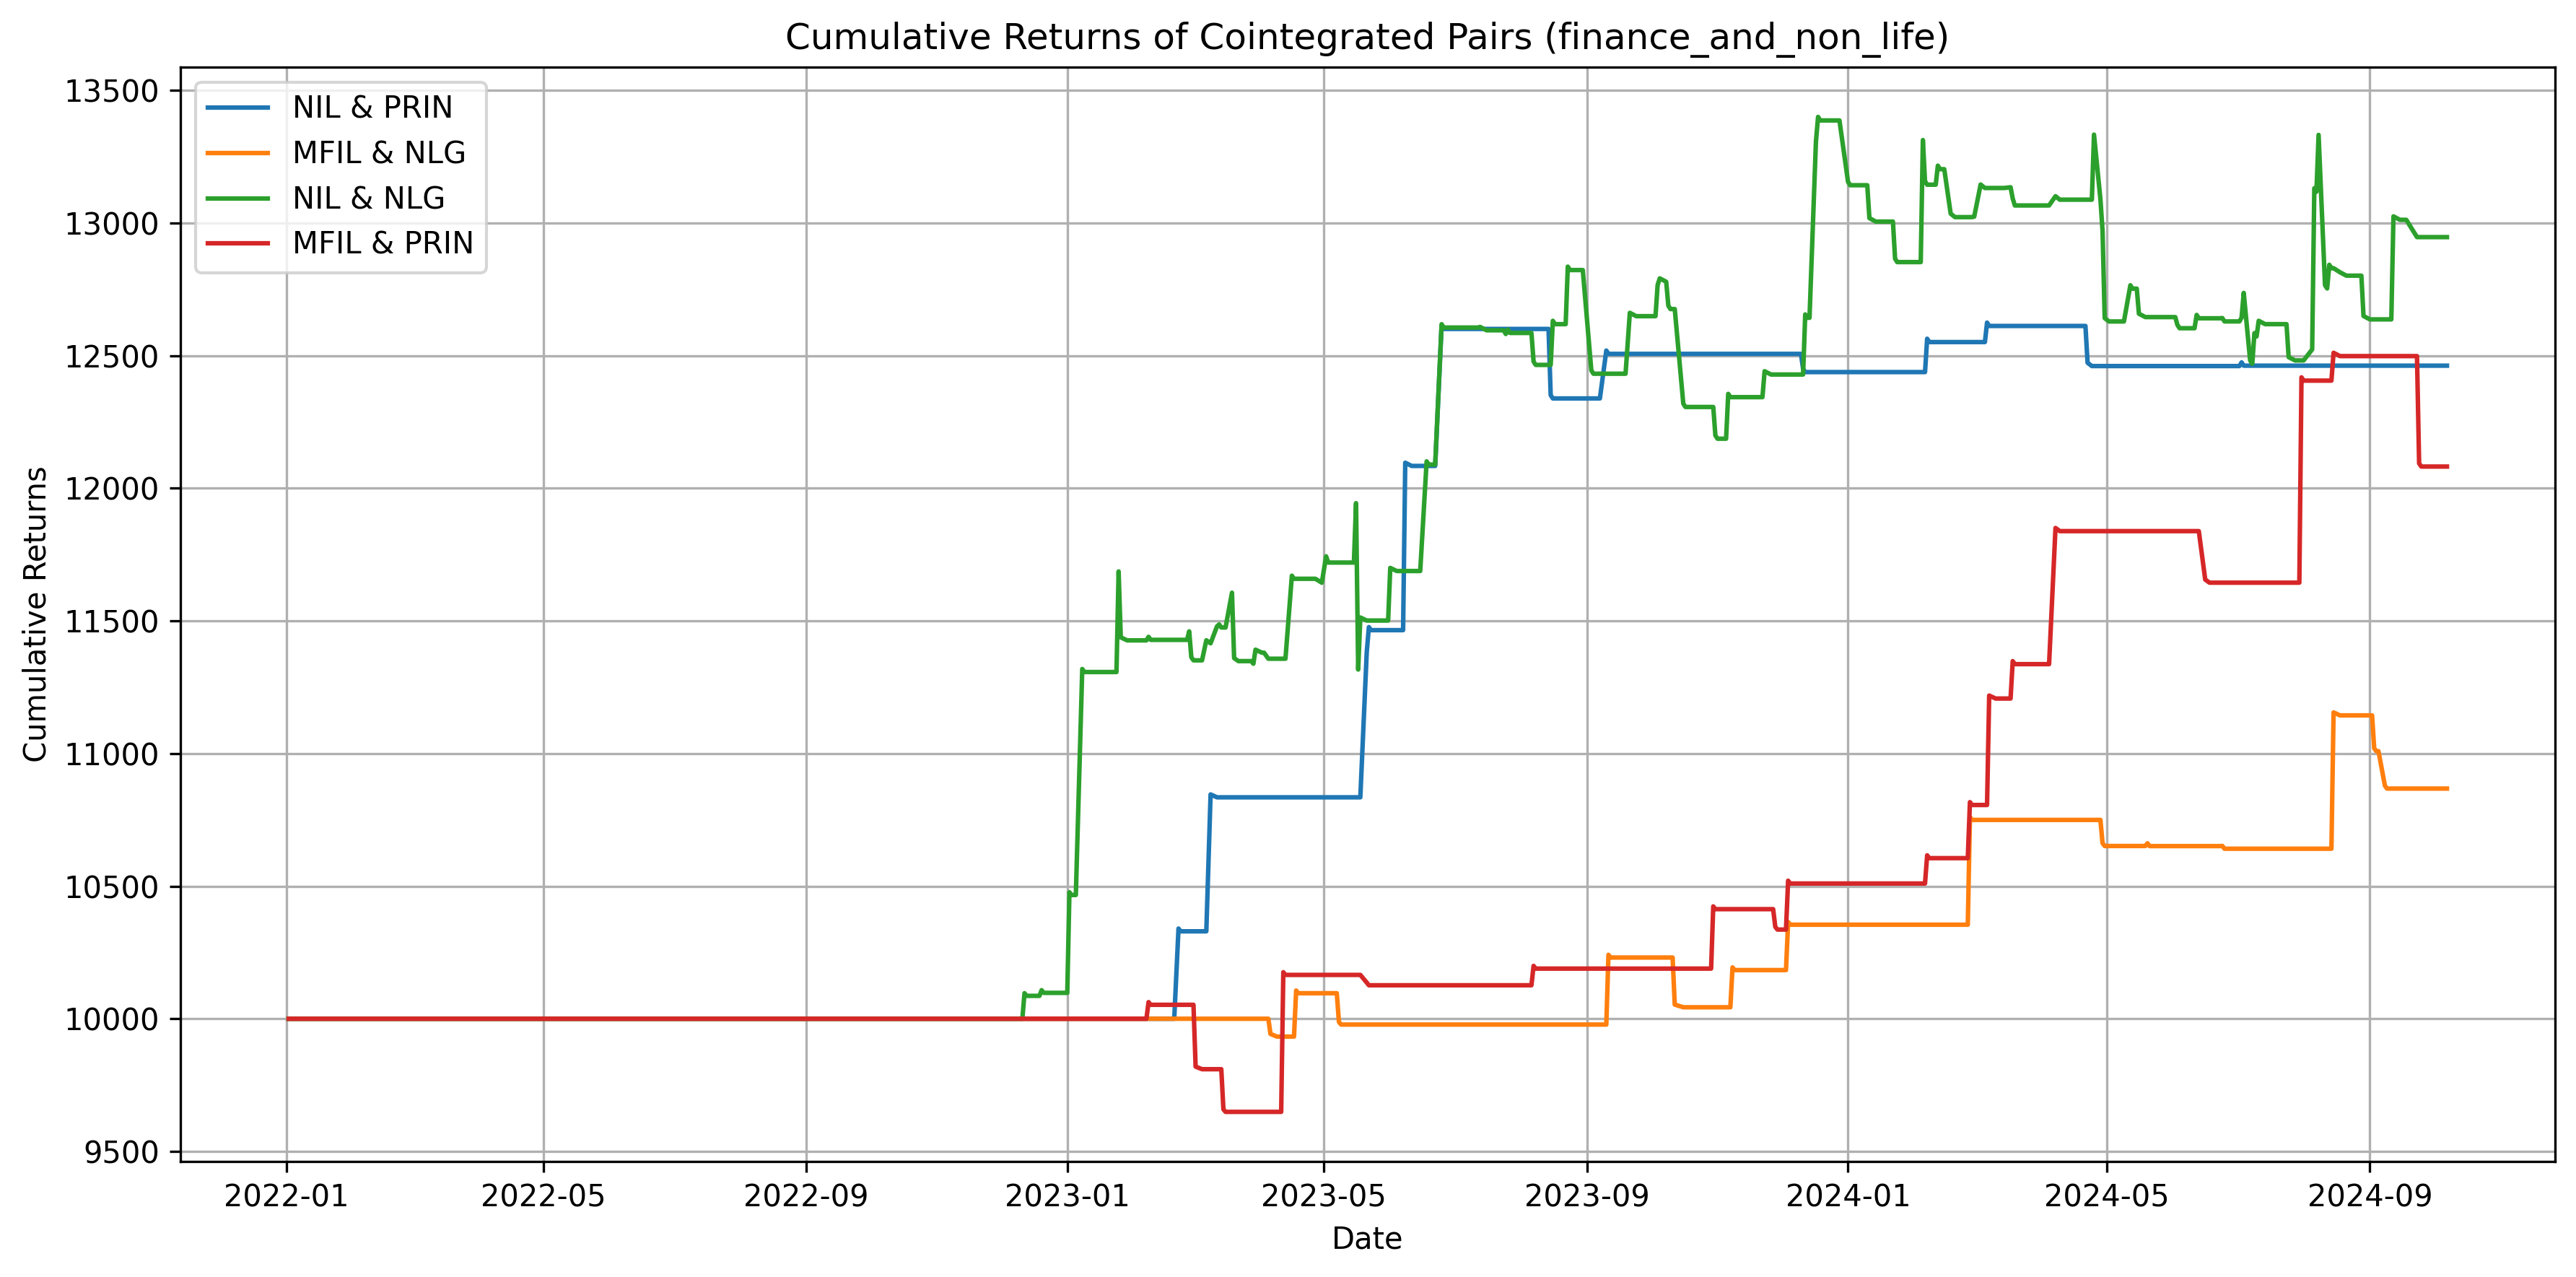 Cumulative Returns of Cointegrated Pairs (finance_and_non_life)
NIL & PRIN
MFIL & NLG
NIL & NLG
MFIL & PRIN
Cumulative Returns
13500
13000
12500
12000
11500
11000
10500
10000
9500
2022-01 2022-05 2022-09 2023-01 2023-05 2023-09 2024-01 2024-05 2024-09
Date